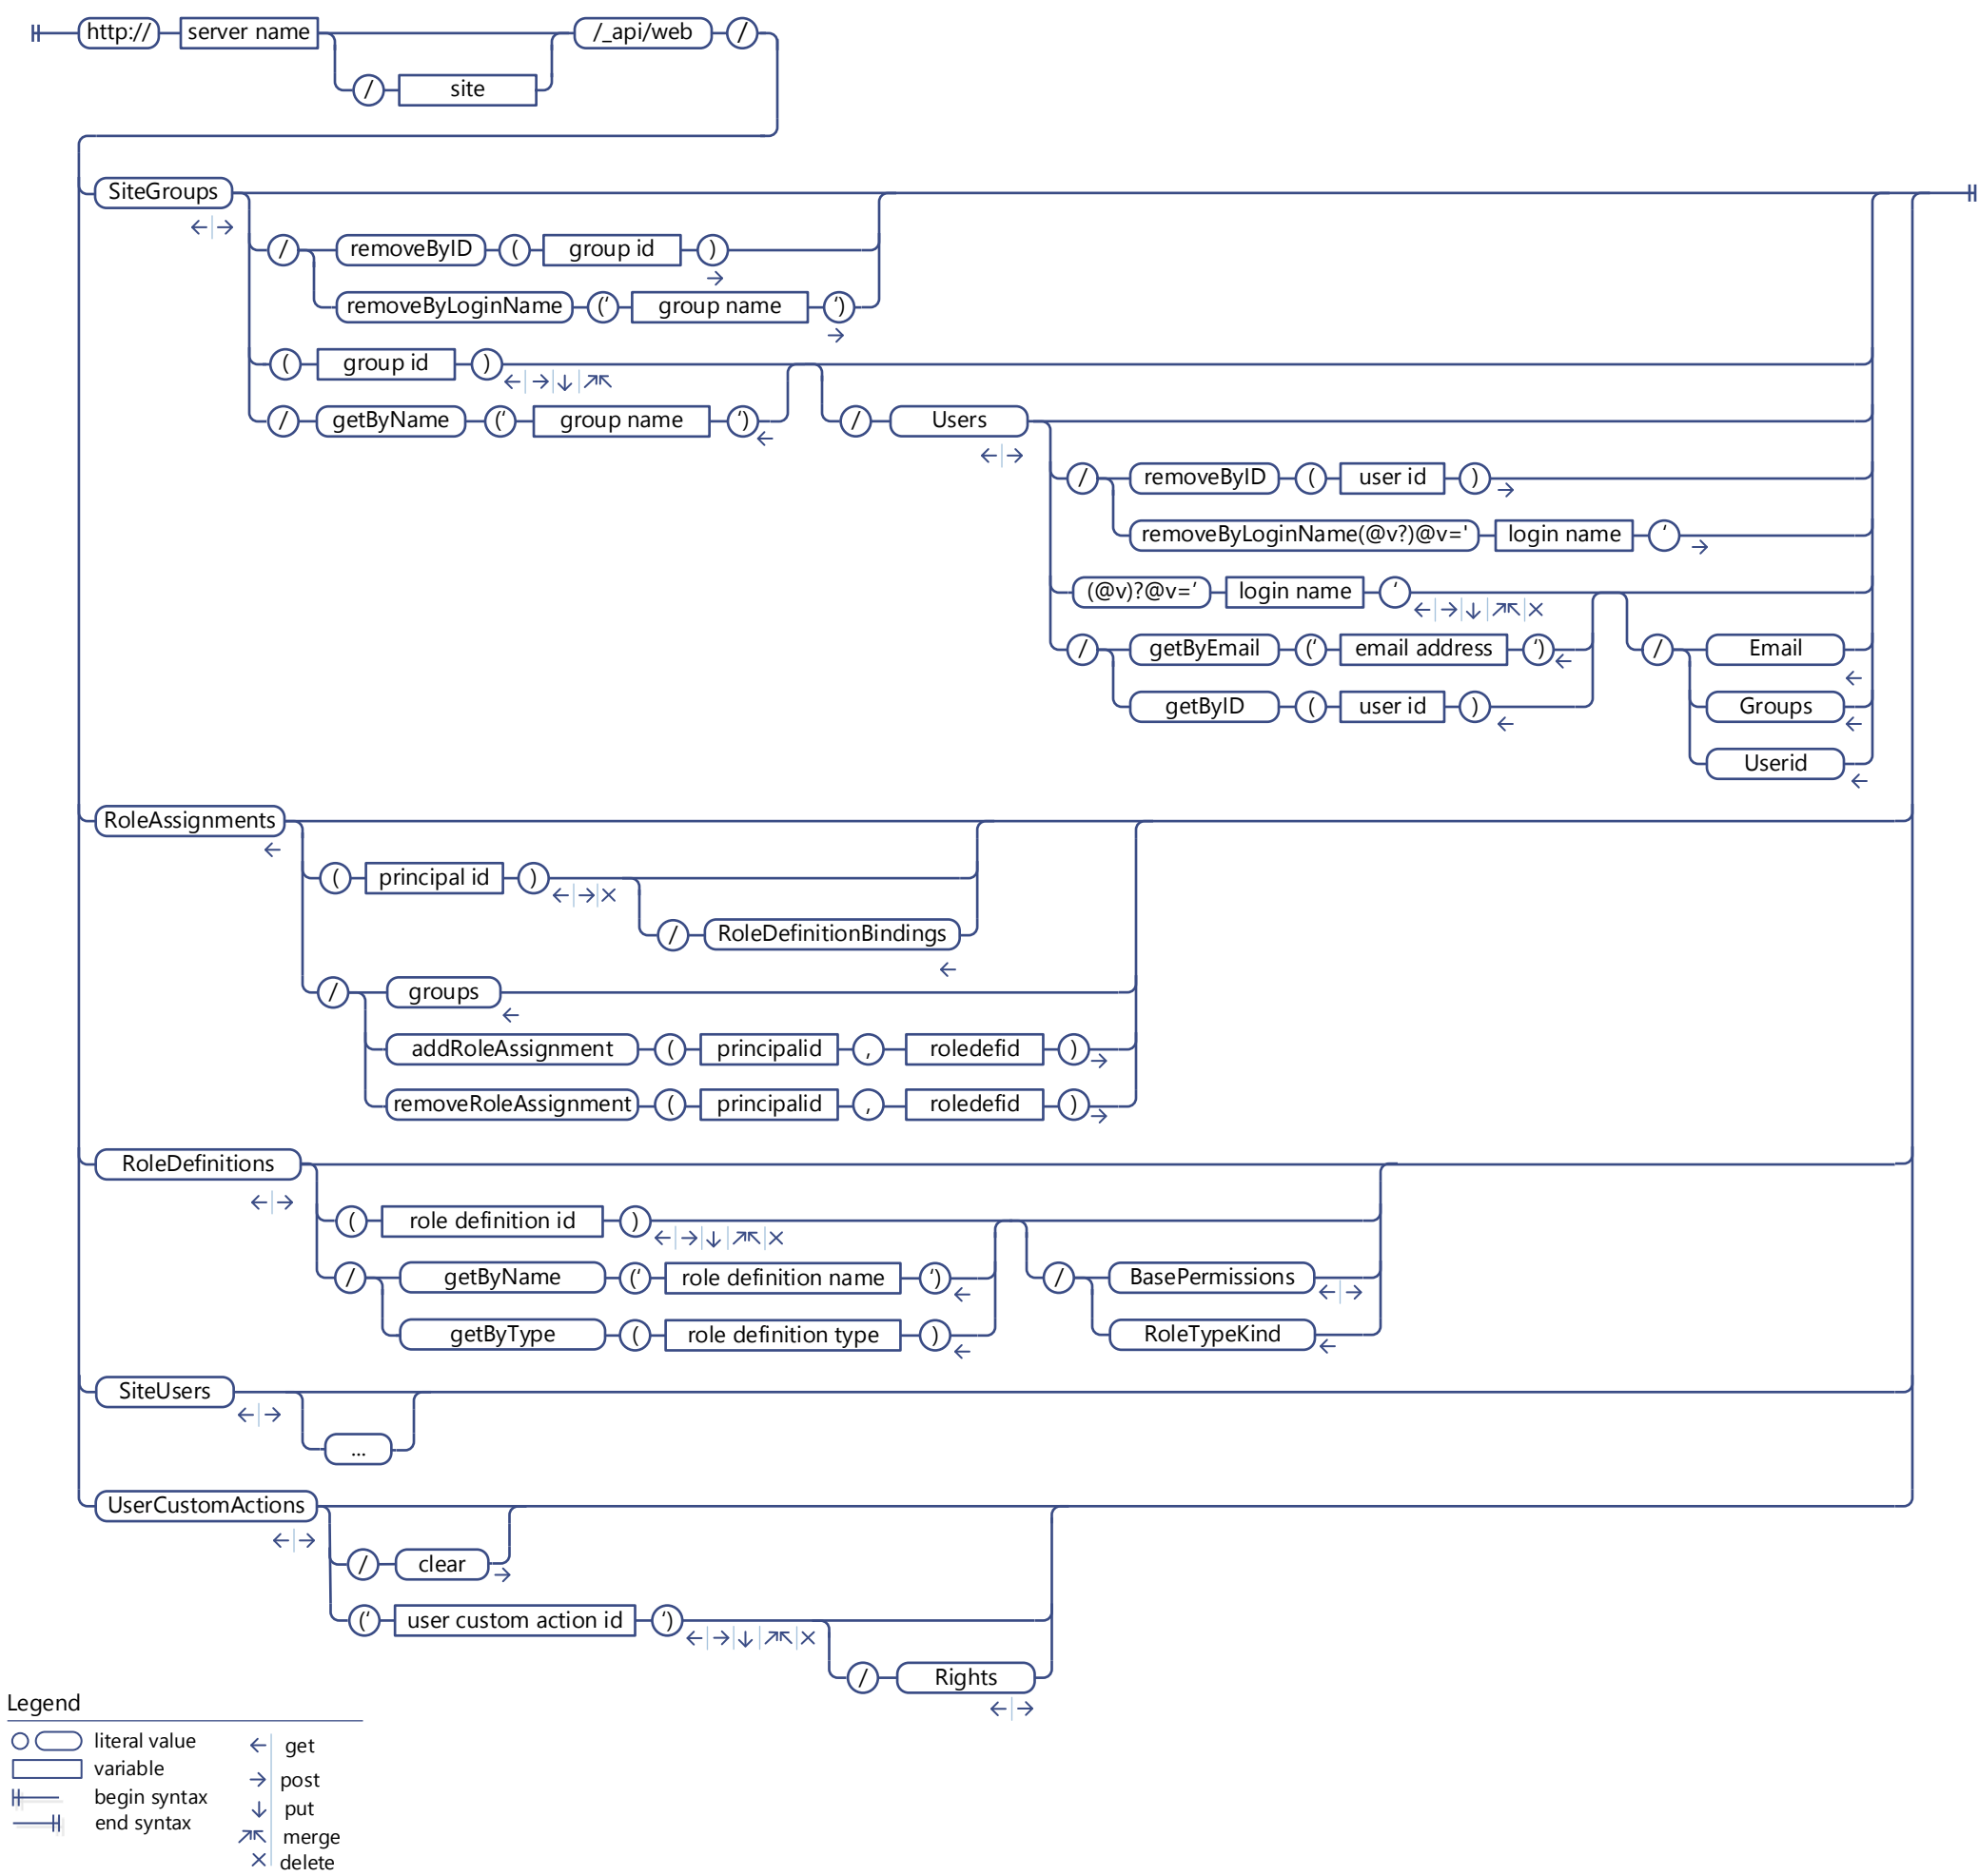 http:// server name /_api/web /
/ site
SiteGroups
/ removeByID ( group id )
removeByLoginName (‘ group name ‘)
( group id )
/ getByName (‘ group name ‘) / Users
/ removeByID ( user id )
removeByLoginName(@v?)@v=' login name ‘
(@v)?@v=‘ login name ‘
/ getByEmail (‘ email address ‘) / Email
getByID ( user id ) Groups
Userid
RoleAssignments
( principal id )
/ RoleDefinitionBindings
/ groups
addRoleAssignment ( principalid , roledefid )
removeRoleAssignment ( principalid , roledefid )
RoleDefinitions
( role definition id )
/ getByName (‘ role definition name ‘) / BasePermissions
getByType ( role definition type ) RoleTypeKind
SiteUsers
...
UserCustomActions
/ clear
(‘ user custom action id ‘)
/ Rights
Legend
literal value
variable
begin syntax
end syntax
get
post
put
merge
delete